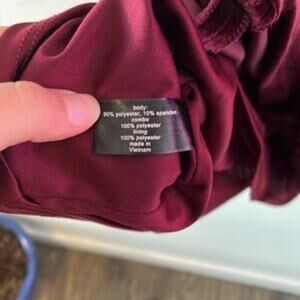 body:
90% polyester, 10% spandex
combo
100% polyester
lining
100% polyester
made in
Vietnam